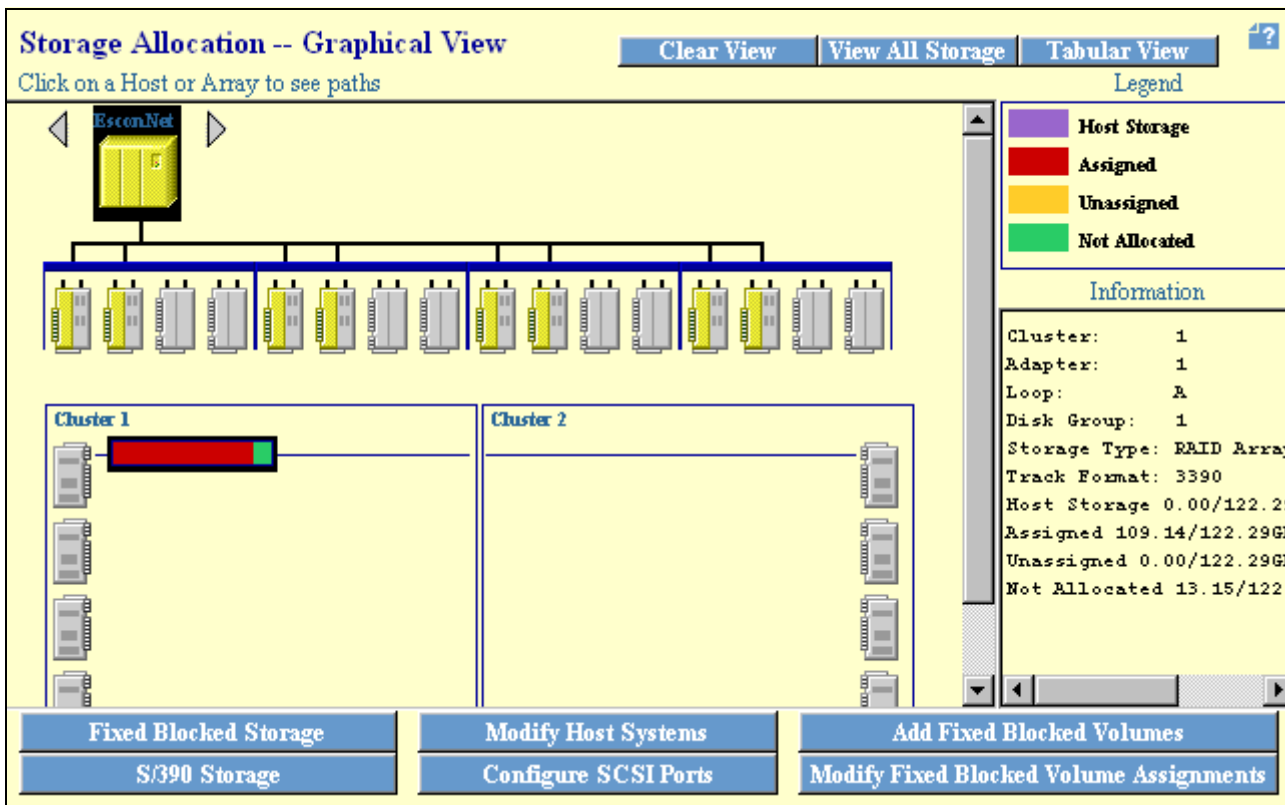 Storage Allocation -- Graphical View
Clear View
View All Storage
Tabular View
?
Click on a Host or Array to see paths
Legend
EsconNet
Host Storage
Assigned
Unassigned
Not Allocated
Information
Cluster: 1
Adapter: 1
Loop: A
Disk Group: 1
Storage Type: RAID Array
Track Format: 3390
Host Storage 0.00/122.2
Assigned 109.14/122.29G
Unassigned 0.00/122.29G
Not Allocated 13.15/122
Cluster 1
Cluster 2
Fixed Blocked Storage
Modify Host Systems
Add Fixed Blocked Volumes
S/390 Storage
Configure SCSI Ports
Modify Fixed Blocked Volume Assignments